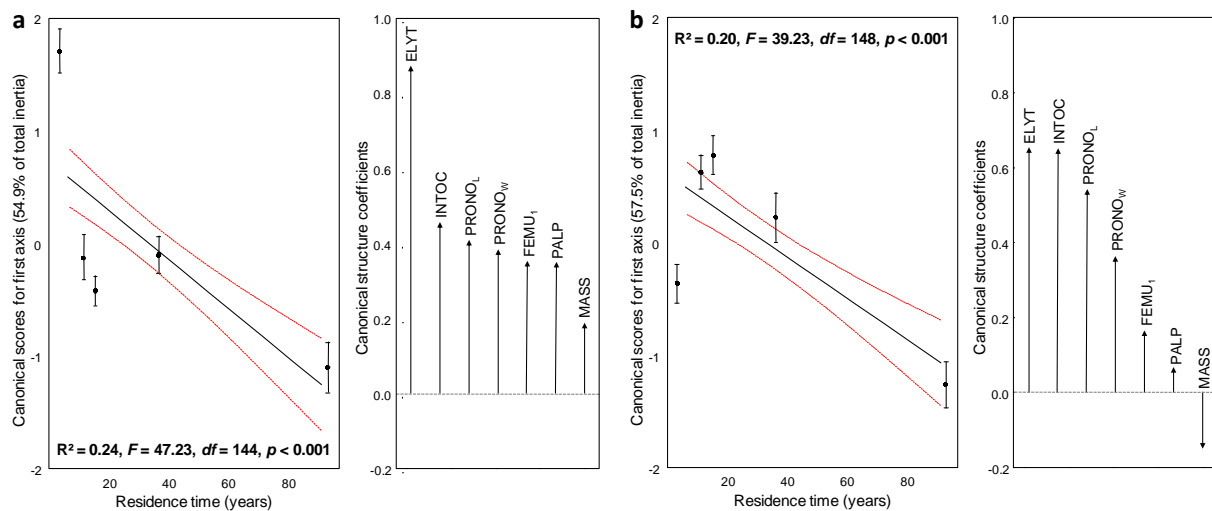 a
Canonical scores for first axis (54.9% of total inertia)
2
1
0
-1
-2
R² = 0.24, F = 47.23, df = 144, p < 0.001
20
40
60
80
Residence time (years)
Canonical structure coefficients
1.0
0.8
0.6
0.4
0.2
0.0
-0.2
ELYT
INTOC
PRONOL
PRONOW
FEMU1
PALP
MASS
b
Canonical scores for first axis (57.5% of total inertia)
2
1
0
-1
-2
R² = 0.20, F = 39.23, df = 148, p < 0.001
20
40
60
80
Residence time (years)
Canonical structure coefficients
1.0
0.8
0.6
0.4
0.2
0.0
-0.2
ELYT
INTOC
PRONOL
PRONOW
FEMU1
PALP
MASS